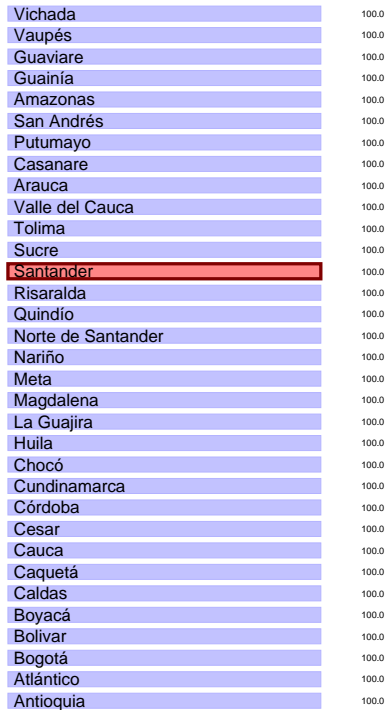 Vichada 100.0
Vaupés 100.0
Guaviare 100.0
Guainía 100.0
Amazonas 100.0
San Andrés 100.0
Putumayo 100.0
Casanare 100.0
Arauca 100.0
Valle del Cauca 100.0
Tolima 100.0
Sucre 100.0
Santander 100.0
Risaralda 100.0
Quindío 100.0
Norte de Santander 100.0
Nariño 100.0
Meta 100.0
Magdalena 100.0
La Guajira 100.0
Huila 100.0
Chocó 100.0
Cundinamarca 100.0
Córdoba 100.0
Cesar 100.0
Cauca 100.0
Caquetá 100.0
Caldas 100.0
Boyacá 100.0
Bolivar 100.0
Bogotá 100.0
Atlántico 100.0
Antioquia 100.0